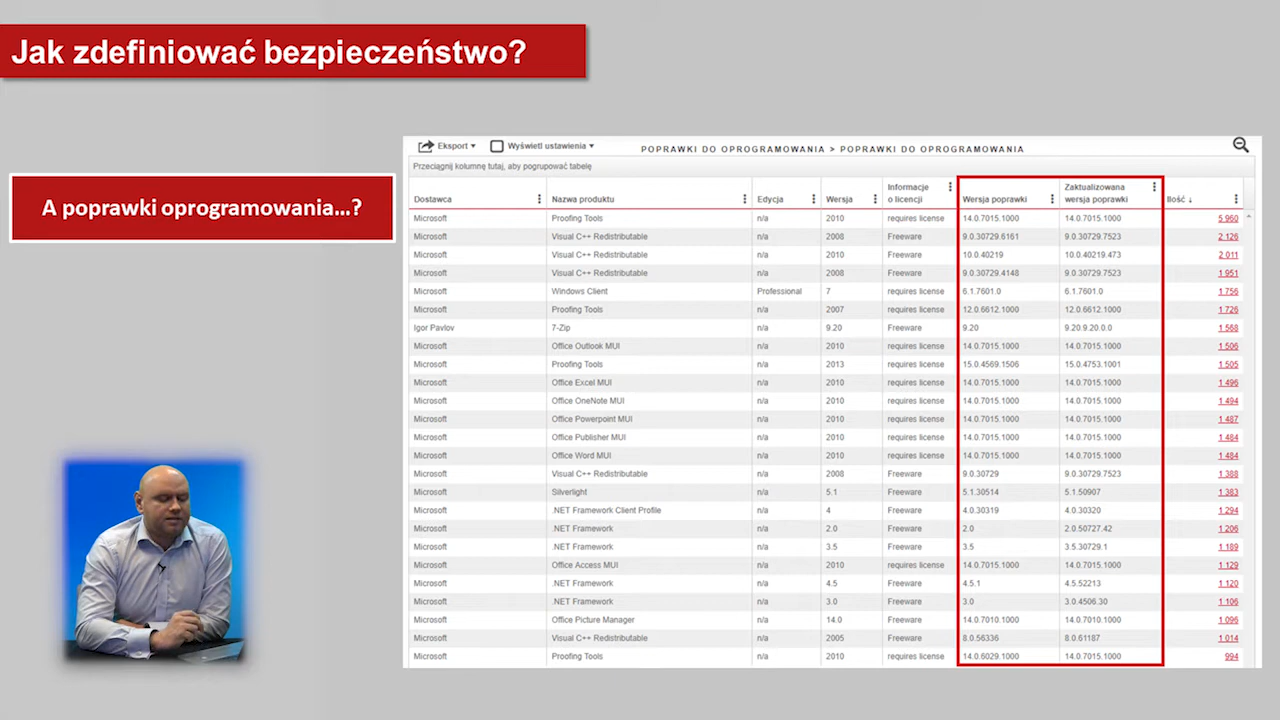 Jak zdefiniować bezpieczeństwo?
A poprawki oprogramowania...?
Eksport Wyświetl ustawienia POPRAWKI DO OPROGRAMOWANIA > POPRAWKI DO OPROGRAMOWANIA
Przeciągnij kolumnę tutaj, aby pogrupować tabelę
Dostawca Nazwa produktu Edycja Wersja Informacje o licencji Wersja poprawki Zaktualizowana wersja poprawki Ilość ↓
Microsoft Proofing Tools n/a 2010 requires license 14.0.7015.1000 14.0.7015.1000 5 960
Microsoft Visual C++ Redistributable n/a 2008 Freeware 9.0.30729.6161 9.0.30729.7523 2 126
Microsoft Visual C++ Redistributable n/a 2010 Freeware 10.0.40219 10.0.40219.473 2 011
Microsoft Visual C++ Redistributable n/a 2008 Freeware 9.0.30729.4148 9.0.30729.7523 1 951
Microsoft Windows Client Professional 7 requires license 6.1.7601.0 6.1.7601.0 1 756
Microsoft Proofing Tools n/a 2007 requires license 12.0.6612.1000 12.0.6612.1000 1 726
Igor Pavlov 7-Zip n/a 9.20 Freeware 9.20 9.20.9.20.0.0 1 568
Microsoft Office Outlook MUI n/a 2010 requires license 14.0.7015.1000 14.0.7015.1000 1 506
Microsoft Proofing Tools n/a 2013 requires license 15.0.4569.1506 15.0.4753.1001 1 505
Microsoft Office Excel MUI n/a 2010 requires license 14.0.7015.1000 14.0.7015.1000 1 496
Microsoft Office OneNote MUI n/a 2010 requires license 14.0.7015.1000 14.0.7015.1000 1 494
Microsoft Office Powerpoint MUI n/a 2010 requires license 14.0.7015.1000 14.0.7015.1000 1 487
Microsoft Office Publisher MUI n/a 2010 requires license 14.0.7015.1000 14.0.7015.1000 1 484
Microsoft Office Word MUI n/a 2010 requires license 14.0.7015.1000 14.0.7015.1000 1 484
Microsoft Visual C++ Redistributable n/a 2008 Freeware 9.0.30729 9.0.30729.7523 1 388
Microsoft Silverlight n/a 5.1 Freeware 5.1.30514 5.1.50907 1 383
Microsoft .NET Framework Client Profile n/a 4 Freeware 4.0.30319 4.0.30320 1 294
Microsoft .NET Framework n/a 2.0 Freeware 2.0 2.0.50727.42 1 206
Microsoft .NET Framework n/a 3.5 Freeware 3.5 3.5.30729.1 1 189
Microsoft Office Access MUI n/a 2010 requires license 14.0.7015.1000 14.0.7015.1000 1 129
Microsoft .NET Framework n/a 4.5 Freeware 4.5.1 4.5.52213 1 120
Microsoft .NET Framework n/a 3.0 Freeware 3.0 3.0.4506.30 1 106
Microsoft Office Picture Manager n/a 14.0 Freeware 14.0.7010.1000 14.0.7010.1000 1 096
Microsoft Visual C++ Redistributable n/a 2005 Freeware 8.0.56336 8.0.61187 1 014
Microsoft Proofing Tools n/a 2010 requires license 14.0.6029.1000 14.0.7015.1000 994